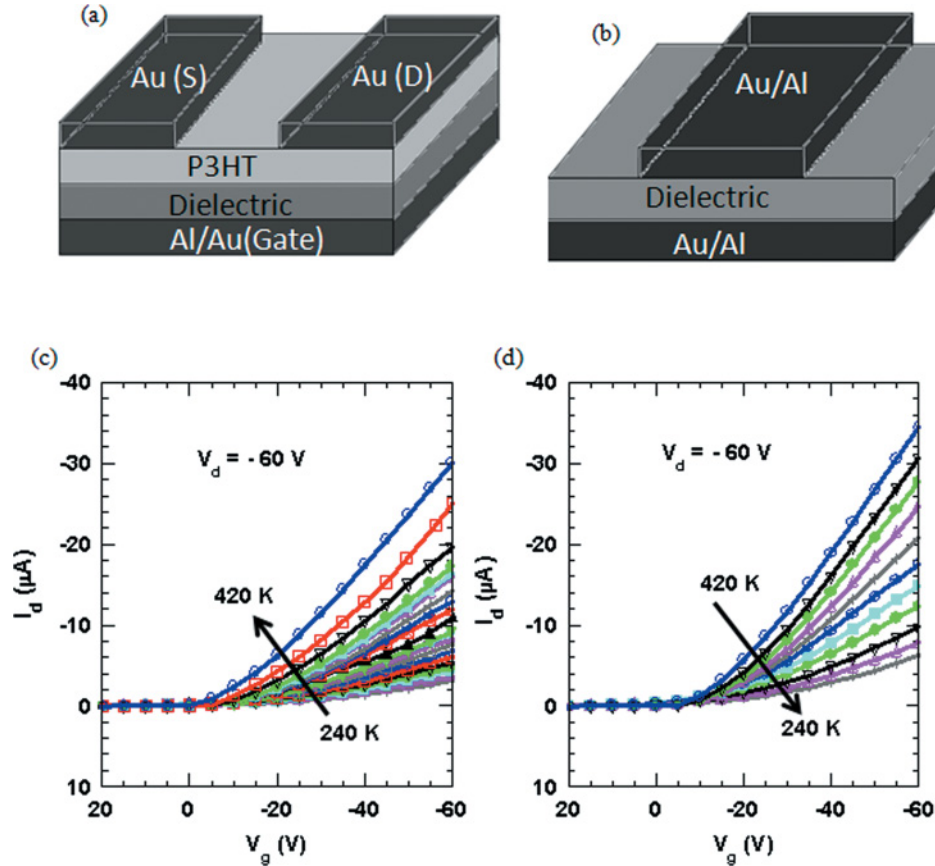 (a)
Au (S)
Au (D)
P3HT
Dielectric
Al/Au(Gate)
(b)
Au/Al
Dielectric
Au/Al
(c)
-40
-30
-20
-10
0
10
I_d (µA)
V_d = - 60 V
420 K
240 K
20 0 -20 -40 -60
V_g (V)
(d)
-40
-30
-20
-10
0
10
I_d (µA)
V_d = - 60 V
420 K
240 K
20 0 -20 -40 -60
V_g (V)